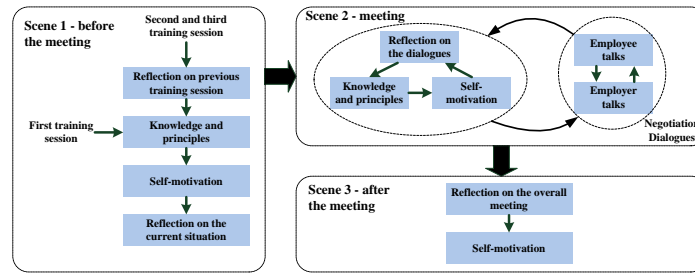 Scene 1 - before
the meeting
Second and third
training session
Reflection on previous
training session
First training
session
Knowledge and
principles
Self-motivation
Reflection on the
current situation
Scene 2 - meeting
Reflection on
the dialogues
Knowledge
and principles
Self-
motivation
Employee
talks
Employer
talks
Negotiation
Dialogues
Scene 3 - after
the meeting
Reflection on the overall
meeting
Self-motivation